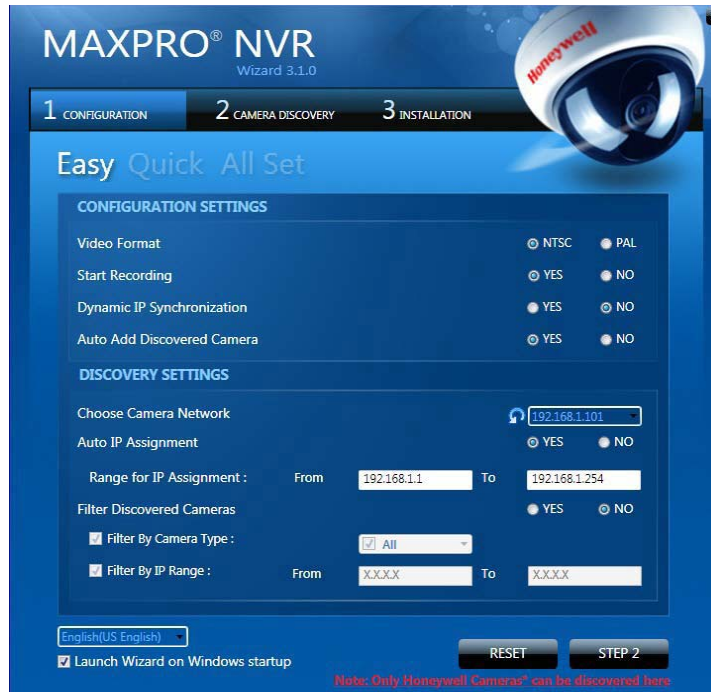 MAXPRO® NVR
Wizard 3.1.0
Honeywell
1 CONFIGURATION 2 CAMERA DISCOVERY 3 INSTALLATION
Easy Quick All Set
CONFIGURATION SETTINGS
Video Format NTSC PAL
Start Recording YES NO
Dynamic IP Synchronization YES NO
Auto Add Discovered Camera YES NO
DISCOVERY SETTINGS
Choose Camera Network 192.168.1.101
Auto IP Assignment YES NO
Range for IP Assignment : From 192.168.1.1 To 192.168.1.254
Filter Discovered Cameras YES NO
Filter By Camera Type : All
Filter By IP Range : From X.X.X.X To X.X.X.X
English(US English)
Launch Wizard on Windows startup RESET STEP 2
Note: Only Honeywell Cameras* can be discovered here